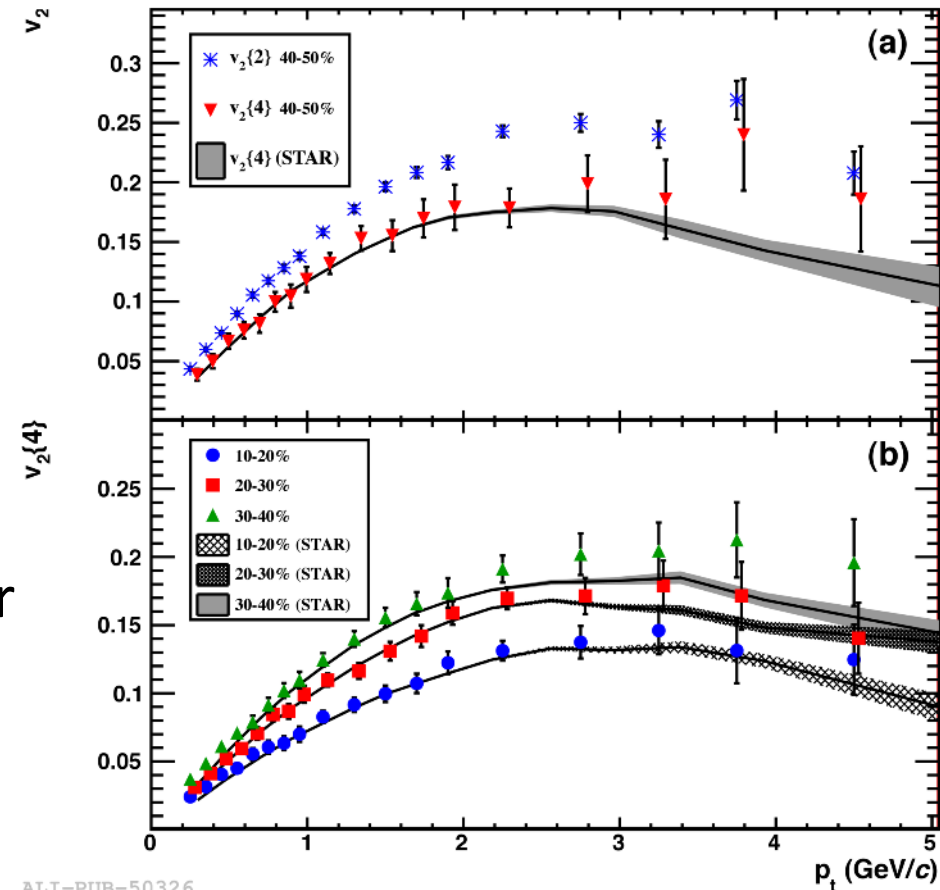 v2
(a)
0.3
0.25
0.2
0.15
0.1
0.05
v2{2} 40-50%
v2{4} 40-50%
v2{4} (STAR)
v2{4}
(b)
0.25
0.2
0.15
0.1
0.05
10-20%
20-30%
30-40%
10-20% (STAR)
20-30% (STAR)
30-40% (STAR)
r
0 1 2 3 4 5
pt (GeV/c)
ALI-PUB-50326